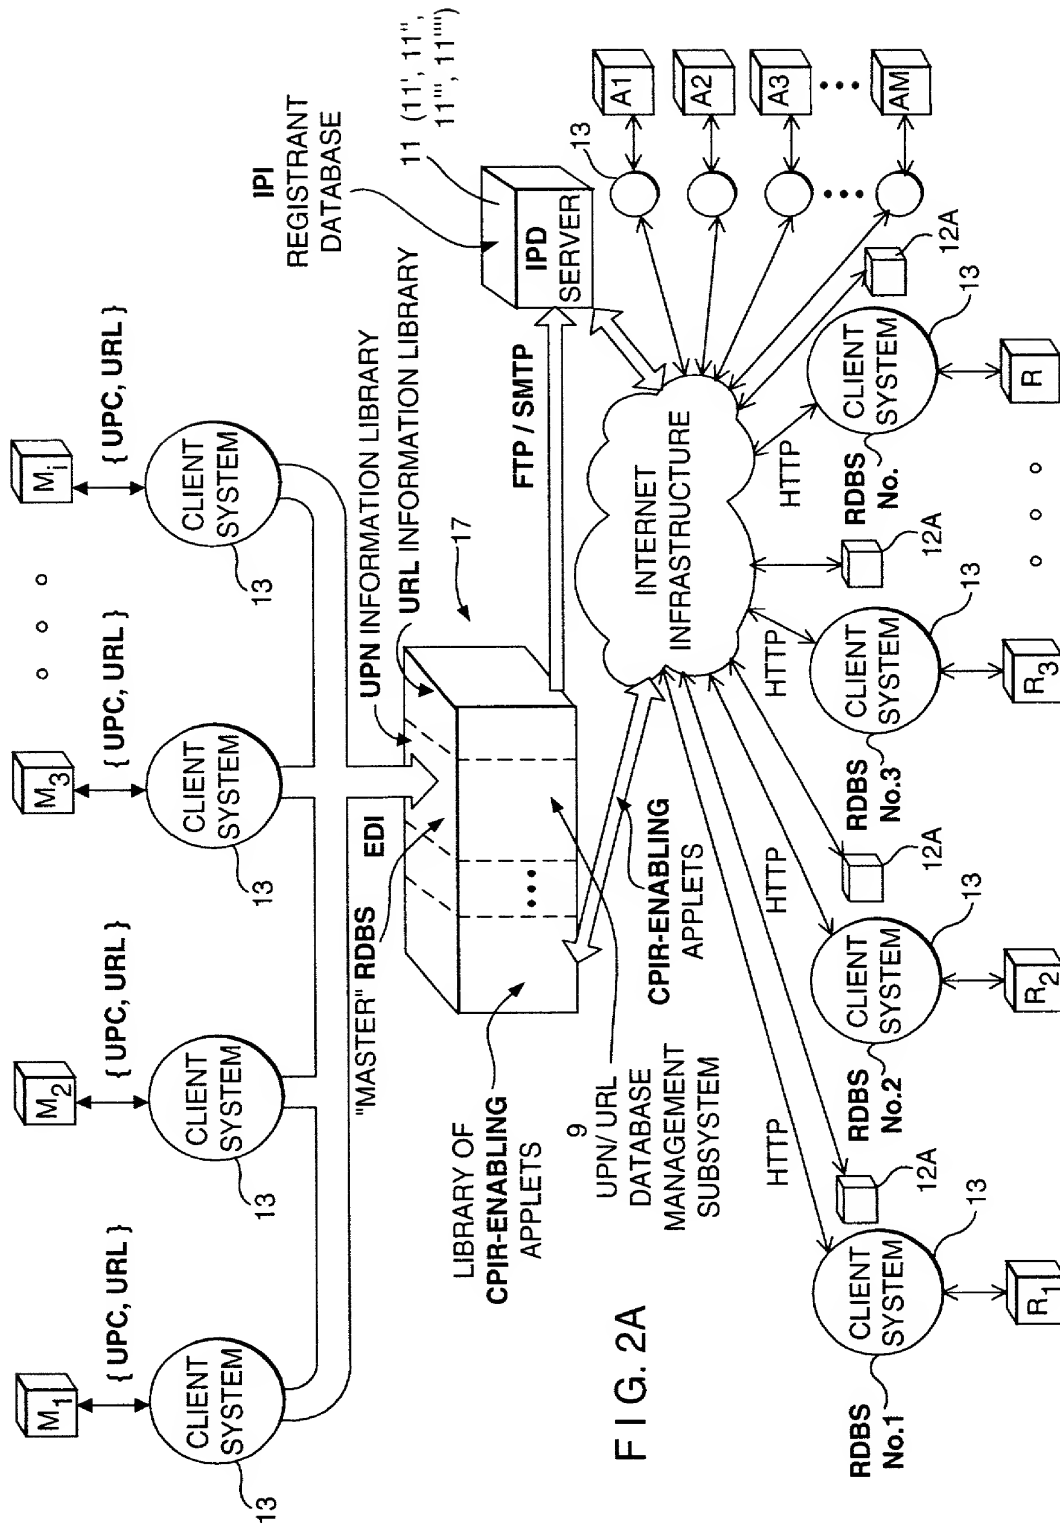 M1
M2
M3
Mi
{ UPC, URL }
{ UPC, URL }
{ UPC, URL }
{ UPC, URL }
CLIENT
SYSTEM
CLIENT
SYSTEM
CLIENT
SYSTEM
CLIENT
SYSTEM
13
13
13
13
"MASTER" RDBS
EDI
UPN INFORMATION LIBRARY
URL INFORMATION LIBRARY
17
IPI
REGISTRANT
DATABASE
11 (11', 11'',
11''', 11'''')
IPD
SERVER
FTP / SMTP
LIBRARY OF
CPIR-ENABLING
APPLETS
9
UPN/ URL
DATABASE
MANAGEMENT
SUBSYSTEM
CPIR-ENABLING
APPLETS
INTERNET
INFRASTRUCTURE
13
A1
A2
A3
AM
HTTP
HTTP
HTTP
HTTP
12A
12A
12A
12A
RDBS
No.1
CLIENT
SYSTEM
13
R1
RDBS
No.2
CLIENT
SYSTEM
13
R2
RDBS
No.3
CLIENT
SYSTEM
13
R3
RDBS
No.
CLIENT
SYSTEM
13
R
FIG. 2A